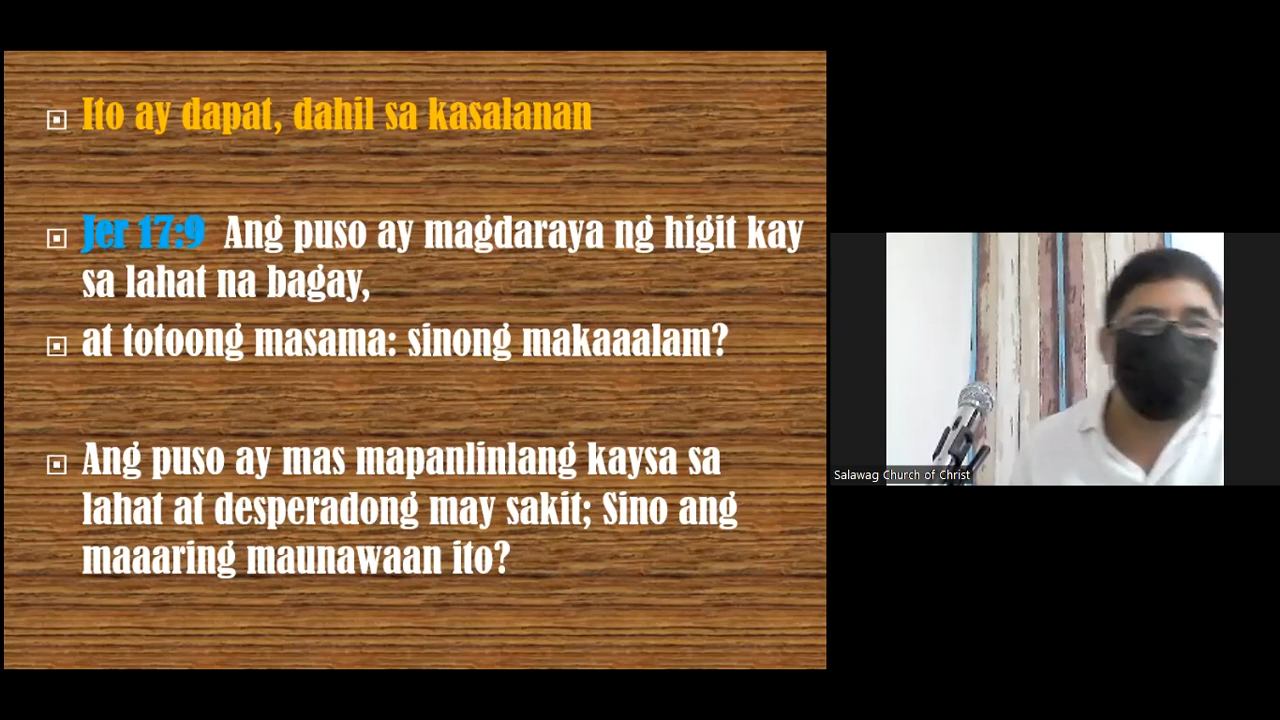 Ito ay dapat, dahil sa kasalanan
Jer 17:9 Ang puso ay magdaraya ng higit kay
sa lahat na bagay,
at totoong masama: sinong makaaalam?
Ang puso ay mas mapanlinlang kaysa sa
lahat at desperadong may sakit; Sino ang
maaaring maunawaan ito?
Salawag Church of Christ